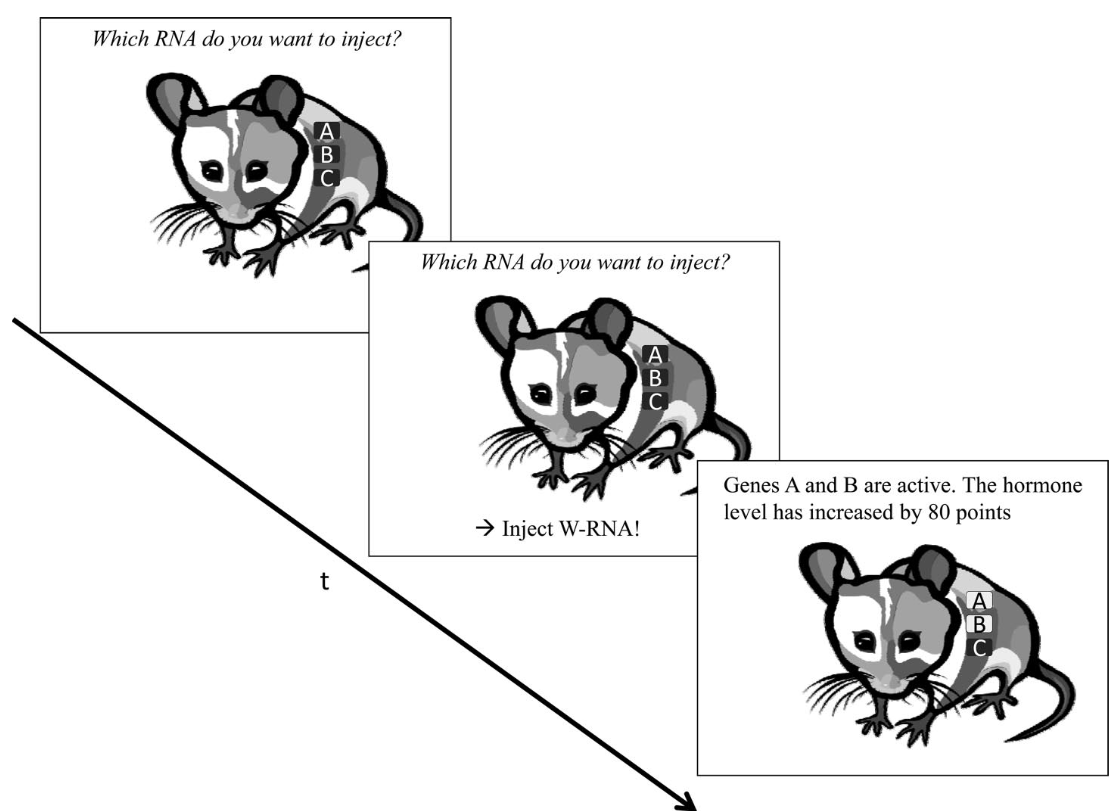 Which RNA do you want to inject?
A
B
C
Which RNA do you want to inject?
A
B
C
→ Inject W-RNA!
Genes A and B are active. The hormone
level has increased by 80 points
A
B
C
t